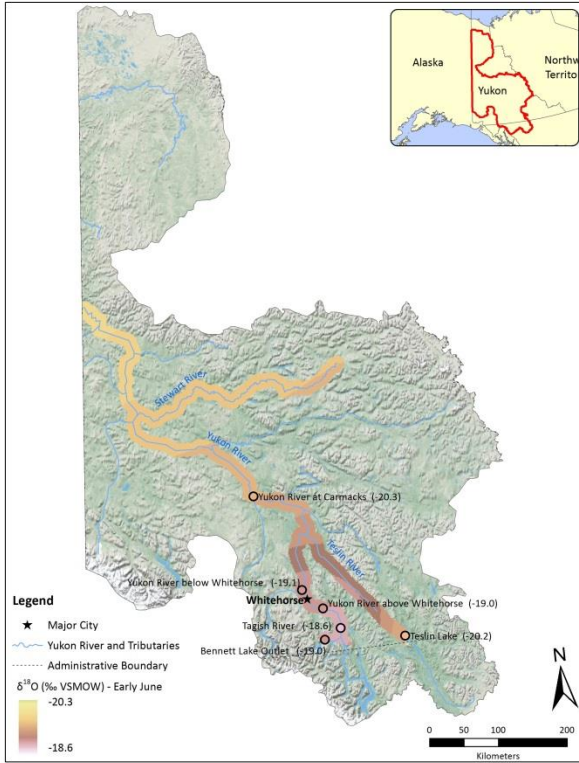 Alaska
Northw
Territo
Yukon
Stewart River
Yukon River
Yukon River at Carmacks (-20.3)
Teslin River
Yukon River below Whitehorse (-19.1)
Whitehorse
Yukon River above Whitehorse (-19.0)
Tagish River (-18.6)
Teslin Lake (-20.2)
Bennett Lake Outlet (-19.0)
Legend
Major City
Yukon River and Tributaries
Administrative Boundary
δ¹⁸O (‰ VSMOW) - Early June
-20.3
-18.6
N
0 50 100 200
Kilometers